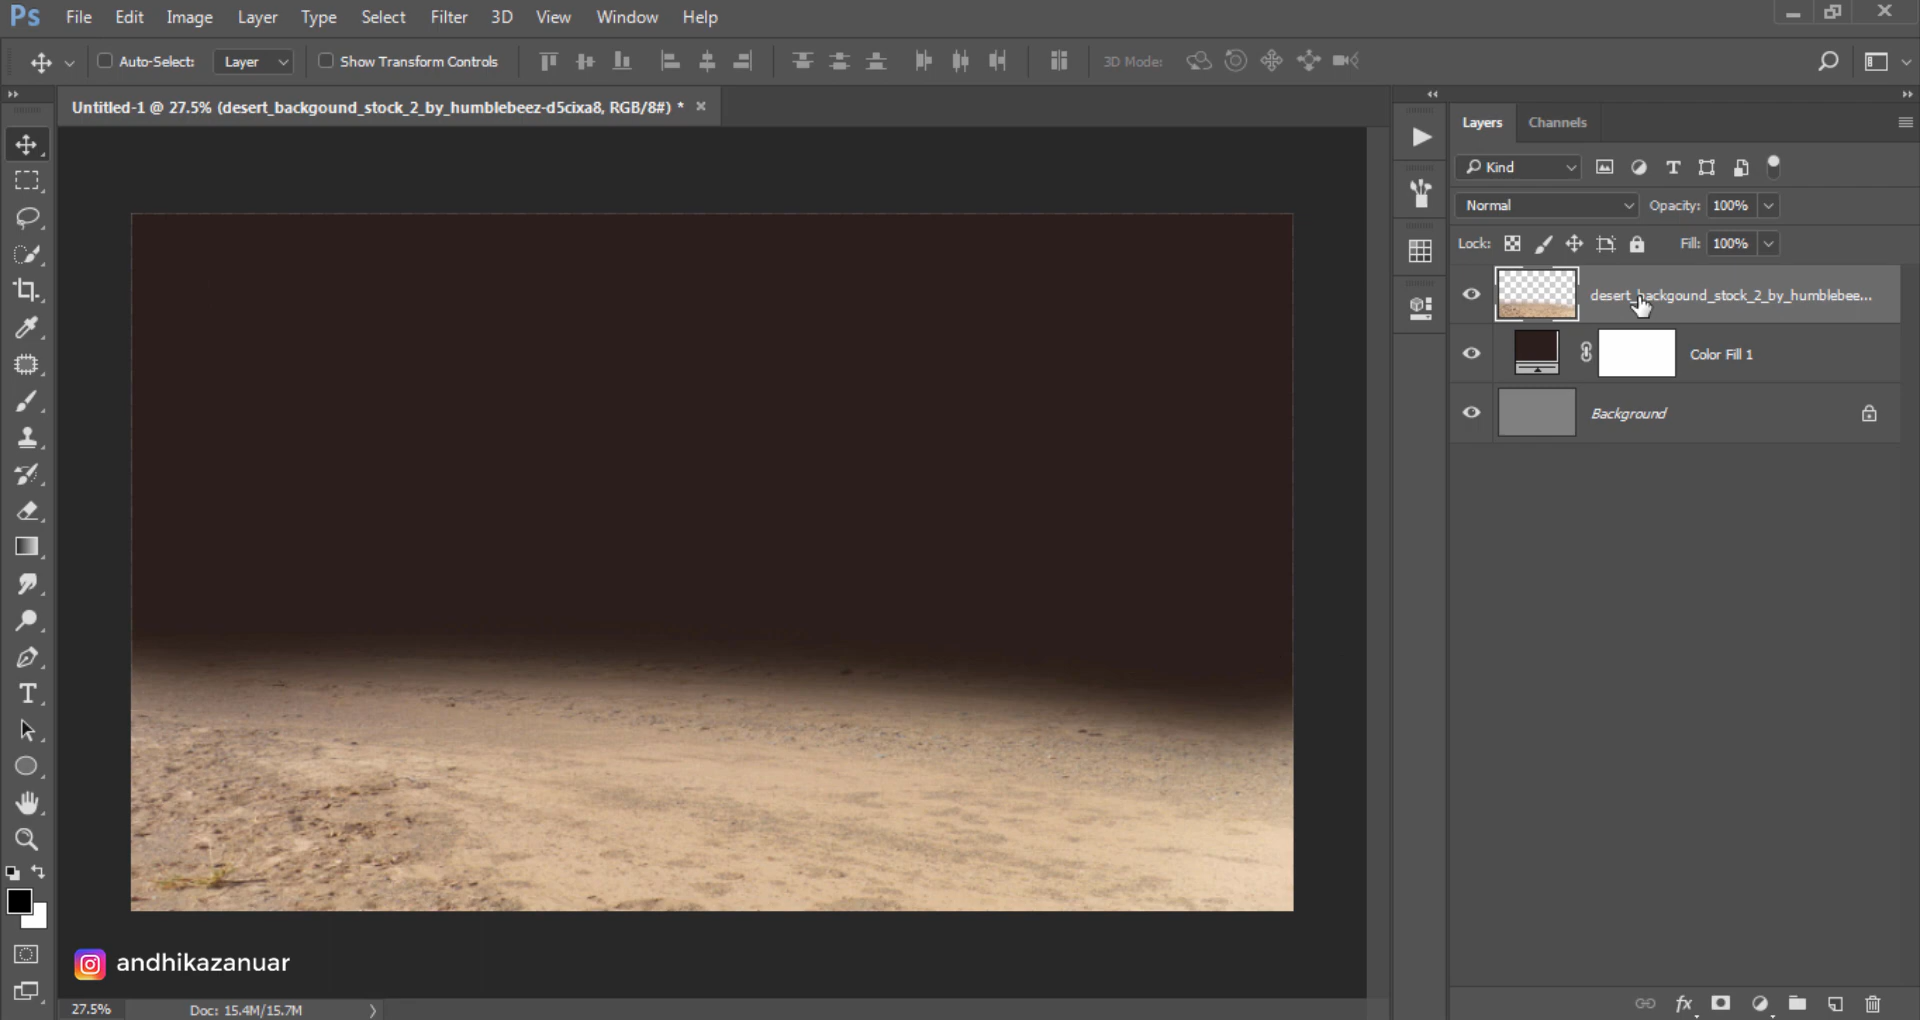 Ps File Edit Image Layer Type Select Filter 3D View Window Help
Auto-Select: Layer Show Transform Controls 3D Mode:
Untitled-1 @ 27.5% (desert_backgound_stock_2_by_humblebeez-d5cixa8, RGB/8#) *
Layers Channels
Kind
Normal Opacity: 100%
Lock: Fill: 100%
desert_backgound_stock_2_by_humblebee...
Color Fill 1
Background
andhikazanuar
27.5% Doc: 15.4M/15.7M